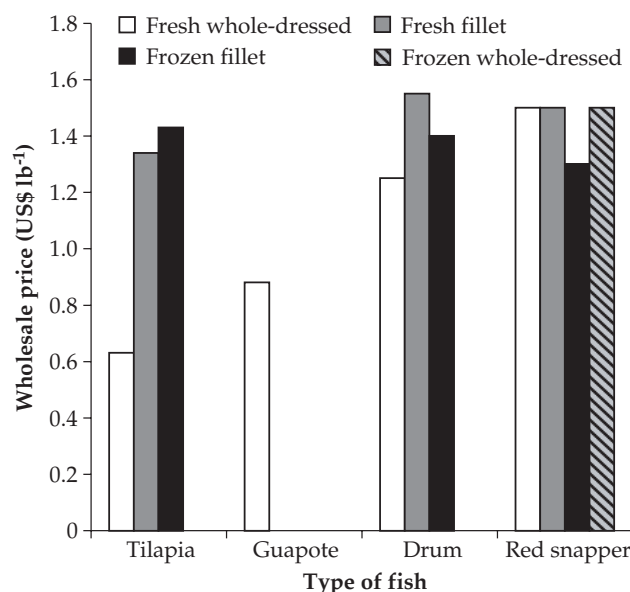 Fresh whole-dressed Fresh fillet
Frozen fillet Frozen whole-dressed
1.8
1.6
1.4
1.2
1.0
0.8
0.6
0.4
0.2
0
Wholesale price (US$ lb-1)
Tilapia Guapote Drum Red snapper
Type of fish